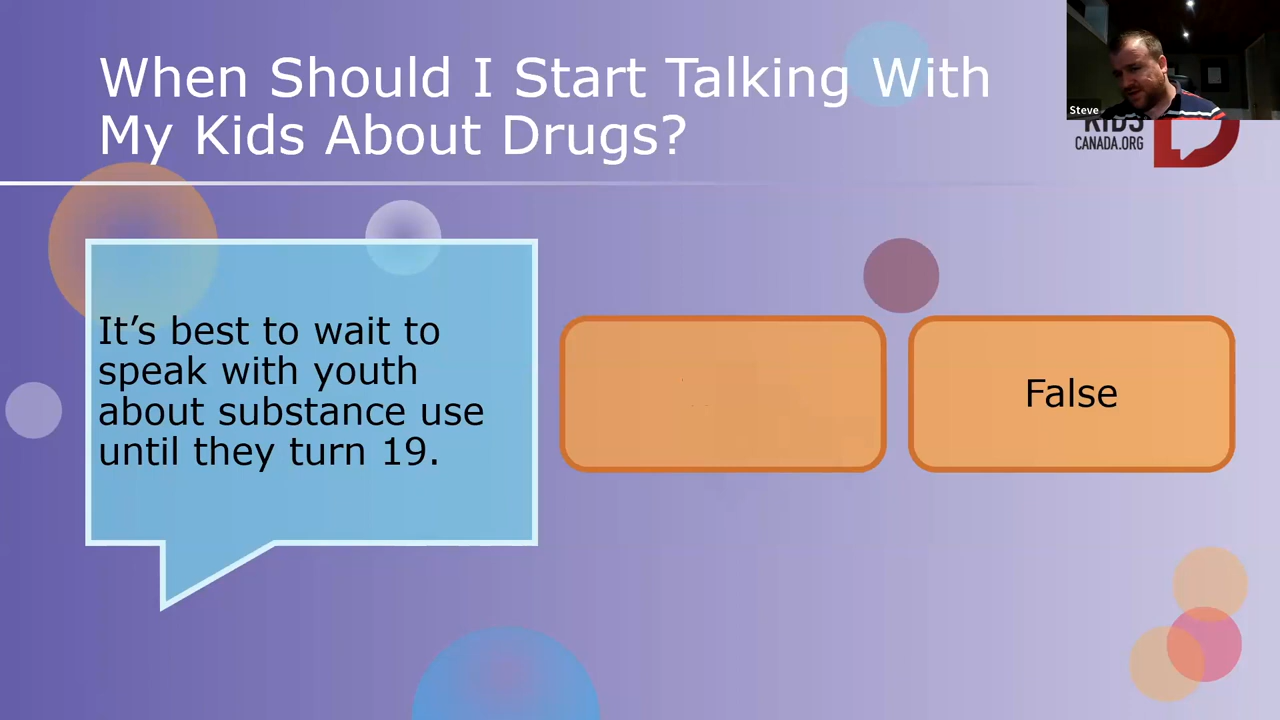 When Should I Start Talking With
My Kids About Drugs?
Steve
KIDS
CANADA.ORG
It’s best to wait to
speak with youth
about substance use
until they turn 19.
False